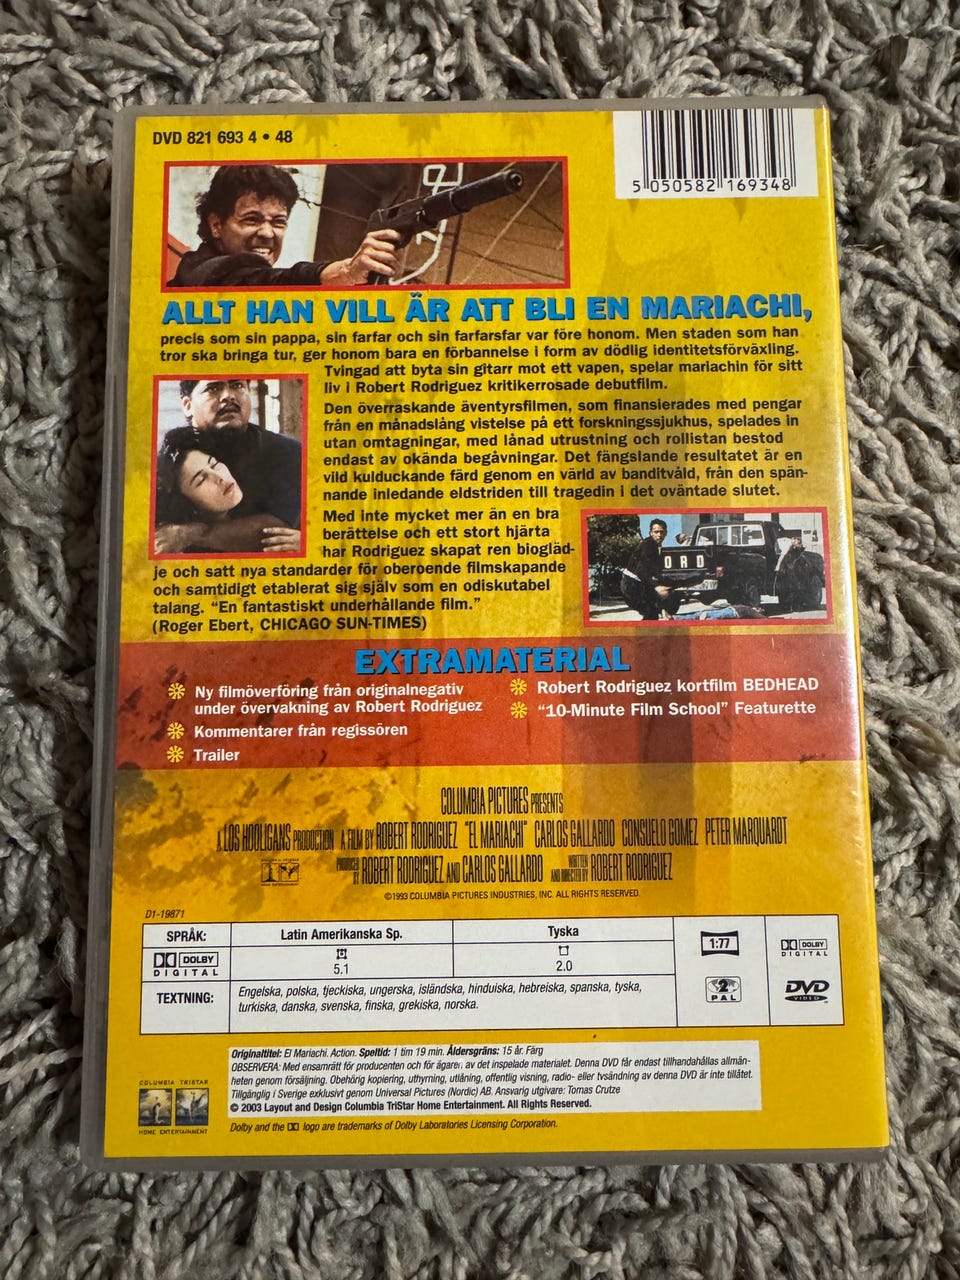 DVD 821 693 4 • 48
5 050582 169348
ALLT HAN VILL ÄR ATT BLI EN MARIACHI,
precis som sin pappa, sin farfar och sin farfarsfar var före honom. Men staden som han
tror ska bringa tur, ger honom bara en förbannelse i form av dödlig identitetsförväxling.
Tvingad att byta sin gitarr mot ett vapen, spelar mariachin för sitt
liv i Robert Rodriguez kritikerrosade debutfilm.
Den överraskande äventyrsfilmen, som finansierades med pengar
från en månadslång vistelse på ett forskningssjukhus, spelades in
utan omtagningar, med lånad utrustning och rollistan bestod
endast av okända begåvningar. Det fängslande resultatet är en
vild kulduckande färd genom en värld av banditvåld, från den spän-
nande inledande eldstriden till tragedin i det oväntade slutet.
Med inte mycket mer än en bra
berättelse och ett stort hjärta
har Rodriguez skapat ren biogläd-
je och satt nya standarder för oberoende filmskapande
och samtidigt etablerat sig själv som en odiskutabel
talang. “En fantastiskt underhållande film.”
(Roger Ebert, CHICAGO SUN-TIMES)
ORD
EXTRAMATERIAL
Ny filmöverföring från originalnegativ
under övervakning av Robert Rodriguez
Kommentarer från regissören
Trailer
Robert Rodriguez kortfilm BEDHEAD
“10-Minute Film School” Featurette
COLUMBIA PICTURES PRESENTS
A LOS HOOLIGANS PRODUCTION A FILM BY ROBERT RODRIGUEZ "EL MARIACHI" CARLOS GALLARDO CONSUELO GOMEZ PETER MARQUARDT
PRODUCED BY ROBERT RODRIGUEZ AND CARLOS GALLARDO WRITTEN AND DIRECTED BY ROBERT RODRIGUEZ
©1993 COLUMBIA PICTURES INDUSTRIES, INC. ALL RIGHTS RESERVED.
D1-19871
SPRÅK: Latin Amerikanska Sp. Tyska
DOLBY DIGITAL 5.1 2.0
TEXTNING: Engelska, polska, tjeckiska, ungerska, isländska, hinduiska, hebreiska, spanska, tyska,
turkiska, danska, svenska, finska, grekiska, norska.
1:77
2 PAL
DOLBY DIGITAL
DVD VIDEO
Originaltitel: El Mariachi. Action. Speltid: 1 tim 19 min. Åldersgräns: 15 år. Färg
OBSERVERA: Med ensamrätt för producenten och för ägaren av det inspelade materialet. Denna DVD får endast tillhandahållas allmän-
heten genom försäljning. Obehörig kopiering, uthyrning, utlåning, offentlig visning, radio- eller tvsändning av denna DVD är inte tillåtet.
Tillgänglig i Sverige exklusivt genom Universal Pictures (Nordic) AB. Ansvarig utgivare: Tomas Crutze
© 2003 Layout and Design Columbia TriStar Home Entertainment. All Rights Reserved.
COLUMBIA TRISTAR
HOME ENTERTAINMENT
Dolby and the DD logo are trademarks of Dolby Laboratories Licensing Corporation.